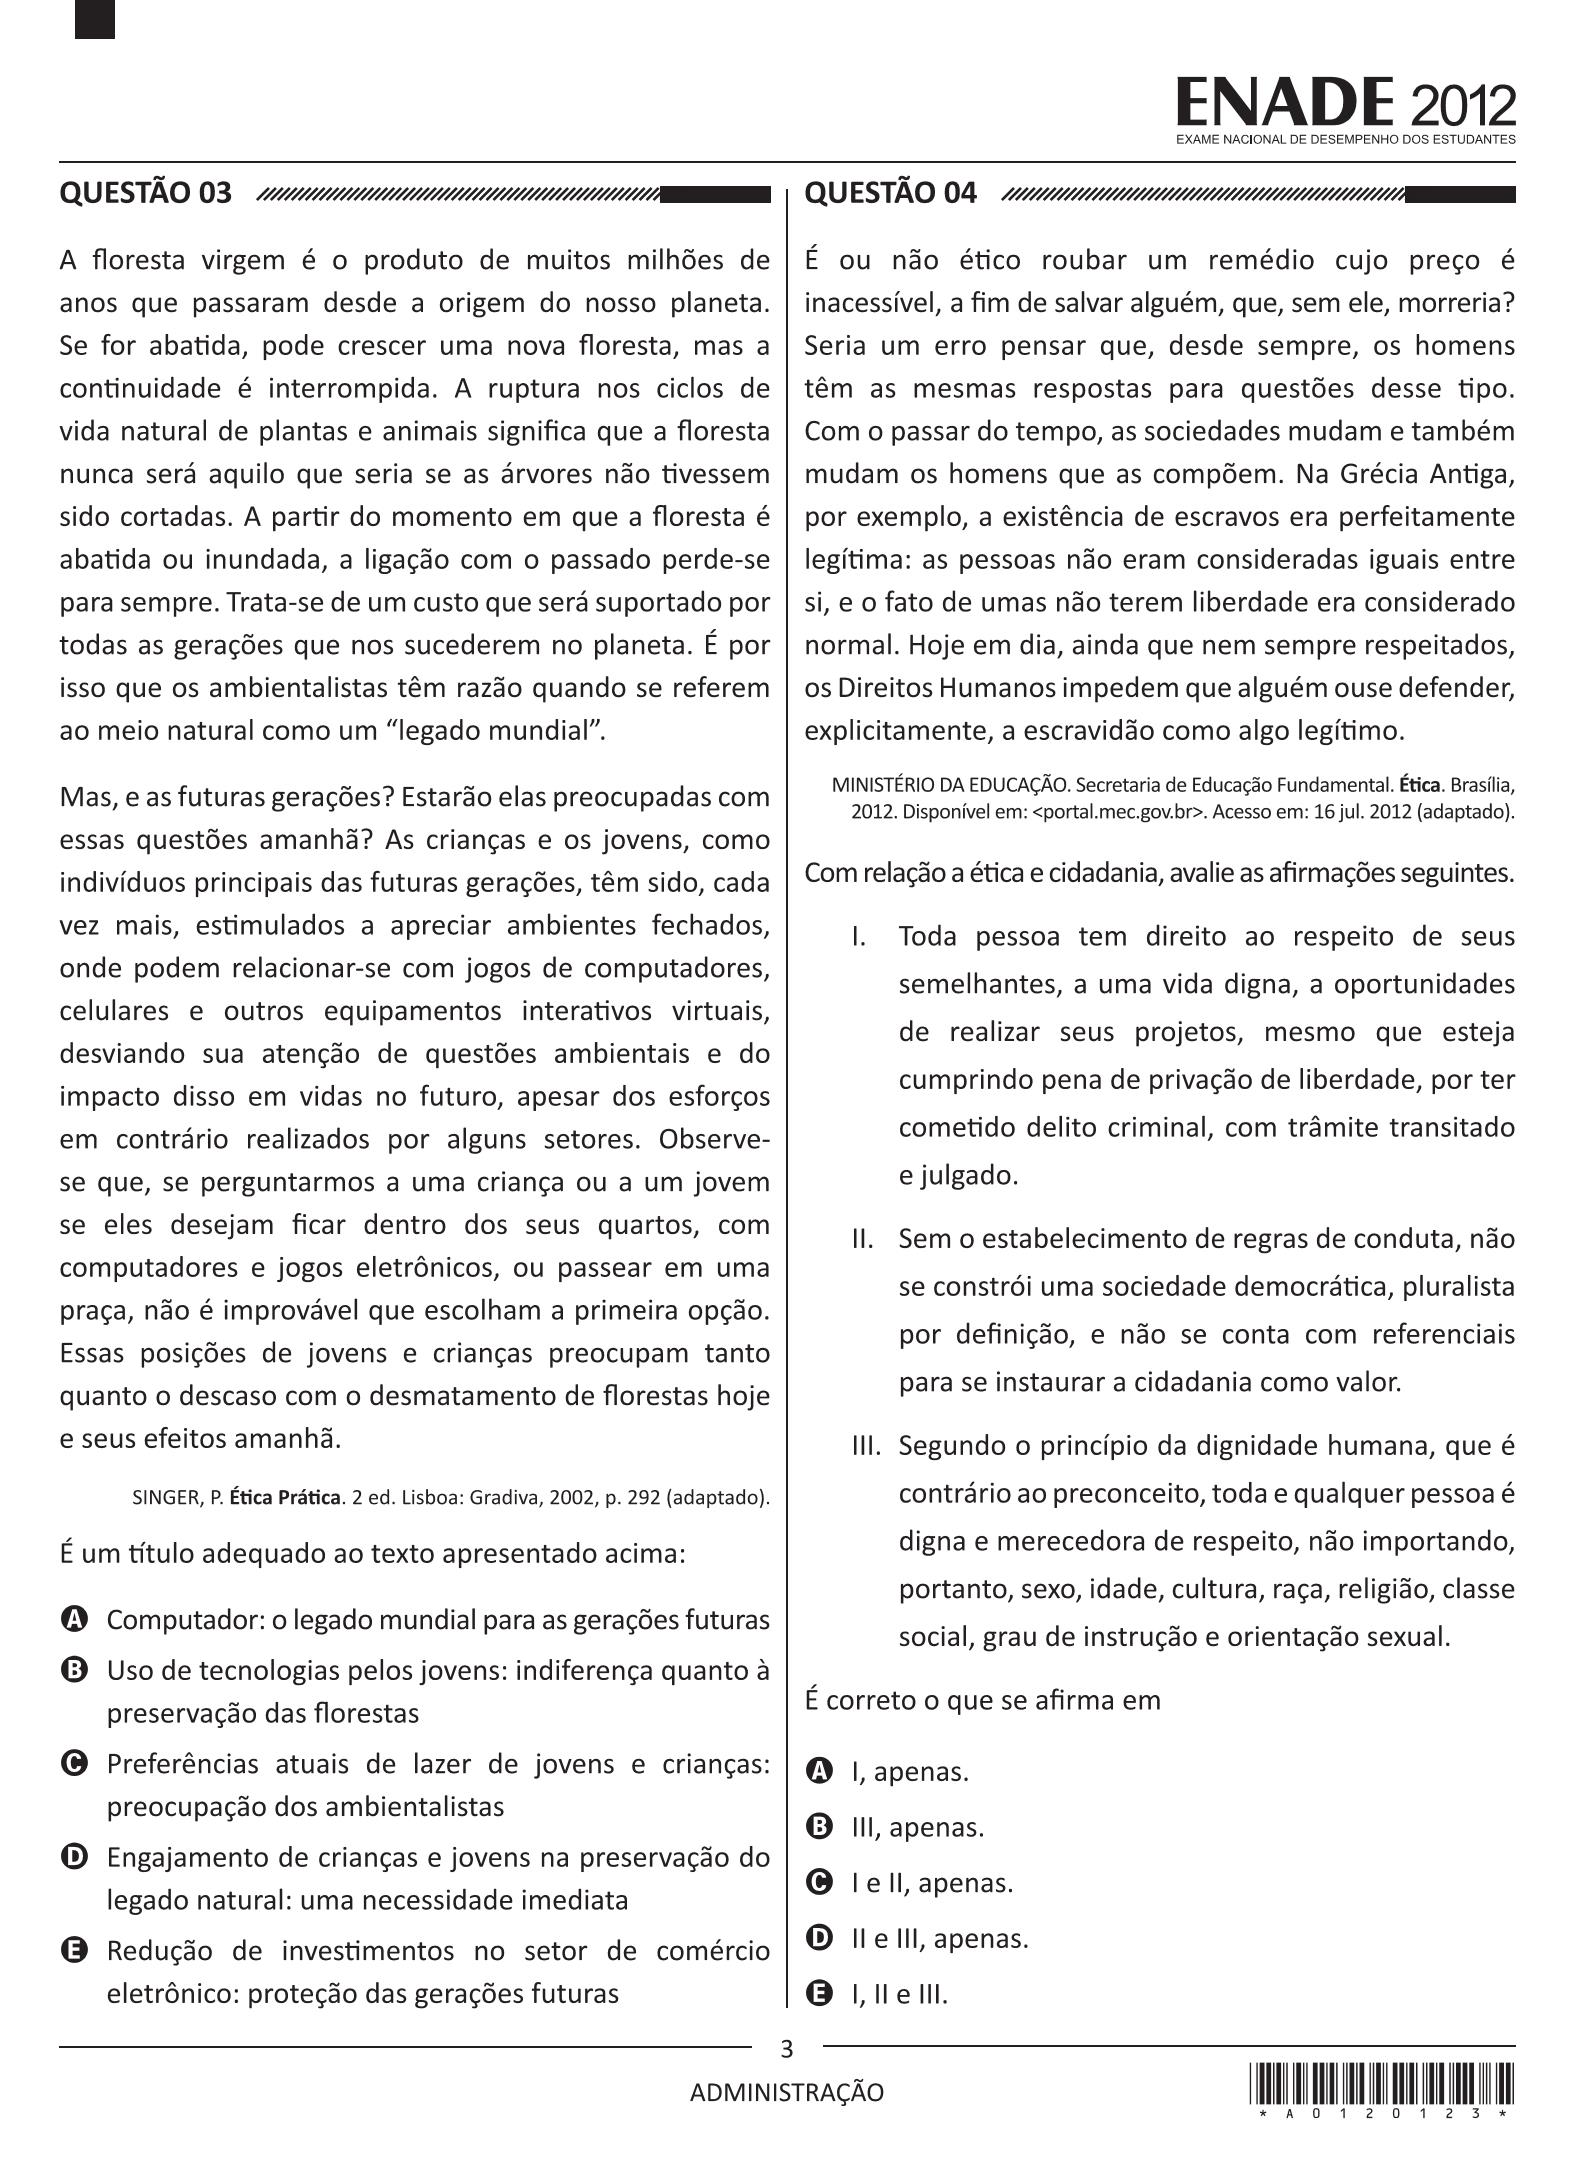 ENADE 2012
EXAME NACIONAL DE DESEMPENHO DOS ESTUDANTES
QUESTÃO 03
A floresta virgem é o produto de muitos milhões de
anos que passaram desde a origem do nosso planeta.
Se for abatida, pode crescer uma nova floresta, mas a
continuidade é interrompida. A ruptura nos ciclos de
vida natural de plantas e animais significa que a floresta
nunca será aquilo que seria se as árvores não tivessem
sido cortadas. A partir do momento em que a floresta é
abatida ou inundada, a ligação com o passado perde-se
para sempre. Trata-se de um custo que será suportado por
todas as gerações que nos sucederem no planeta. É por
isso que os ambientalistas têm razão quando se referem
ao meio natural como um “legado mundial”.
Mas, e as futuras gerações? Estarão elas preocupadas com
essas questões amanhã? As crianças e os jovens, como
indivíduos principais das futuras gerações, têm sido, cada
vez mais, estimulados a apreciar ambientes fechados,
onde podem relacionar-se com jogos de computadores,
celulares e outros equipamentos interativos virtuais,
desviando sua atenção de questões ambientais e do
impacto disso em vidas no futuro, apesar dos esforços
em contrário realizados por alguns setores. Observe-
se que, se perguntarmos a uma criança ou a um jovem
se eles desejam ficar dentro dos seus quartos, com
computadores e jogos eletrônicos, ou passear em uma
praça, não é improvável que escolham a primeira opção.
Essas posições de jovens e crianças preocupam tanto
quanto o descaso com o desmatamento de florestas hoje
e seus efeitos amanhã.
SINGER, P. Ética Prática. 2 ed. Lisboa: Gradiva, 2002, p. 292 (adaptado).
É um título adequado ao texto apresentado acima:
A Computador: o legado mundial para as gerações futuras
B Uso de tecnologias pelos jovens: indiferença quanto à
preservação das florestas
C Preferências atuais de lazer de jovens e crianças:
preocupação dos ambientalistas
D Engajamento de crianças e jovens na preservação do
legado natural: uma necessidade imediata
E Redução de investimentos no setor de comércio
eletrônico: proteção das gerações futuras
QUESTÃO 04
É ou não ético roubar um remédio cujo preço é
inacessível, a fim de salvar alguém, que, sem ele, morreria?
Seria um erro pensar que, desde sempre, os homens
têm as mesmas respostas para questões desse tipo.
Com o passar do tempo, as sociedades mudam e também
mudam os homens que as compõem. Na Grécia Antiga,
por exemplo, a existência de escravos era perfeitamente
legítima: as pessoas não eram consideradas iguais entre
si, e o fato de umas não terem liberdade era considerado
normal. Hoje em dia, ainda que nem sempre respeitados,
os Direitos Humanos impedem que alguém ouse defender,
explicitamente, a escravidão como algo legítimo.
MINISTÉRIO DA EDUCAÇÃO. Secretaria de Educação Fundamental. Ética. Brasília,
2012. Disponível em: <portal.mec.gov.br>. Acesso em: 16 jul. 2012 (adaptado).
Com relação a ética e cidadania, avalie as afirmações seguintes.
I. Toda pessoa tem direito ao respeito de seus
semelhantes, a uma vida digna, a oportunidades
de realizar seus projetos, mesmo que esteja
cumprindo pena de privação de liberdade, por ter
cometido delito criminal, com trâmite transitado
e julgado.
II. Sem o estabelecimento de regras de conduta, não
se constrói uma sociedade democrática, pluralista
por definição, e não se conta com referenciais
para se instaurar a cidadania como valor.
III. Segundo o princípio da dignidade humana, que é
contrário ao preconceito, toda e qualquer pessoa é
digna e merecedora de respeito, não importando,
portanto, sexo, idade, cultura, raça, religião, classe
social, grau de instrução e orientação sexual.
É correto o que se afirma em
A I, apenas.
B III, apenas.
C I e II, apenas.
D II e III, apenas.
E I, II e III.
3
ADMINISTRAÇÃO
* A 0 1 2 0 1 2 3 *